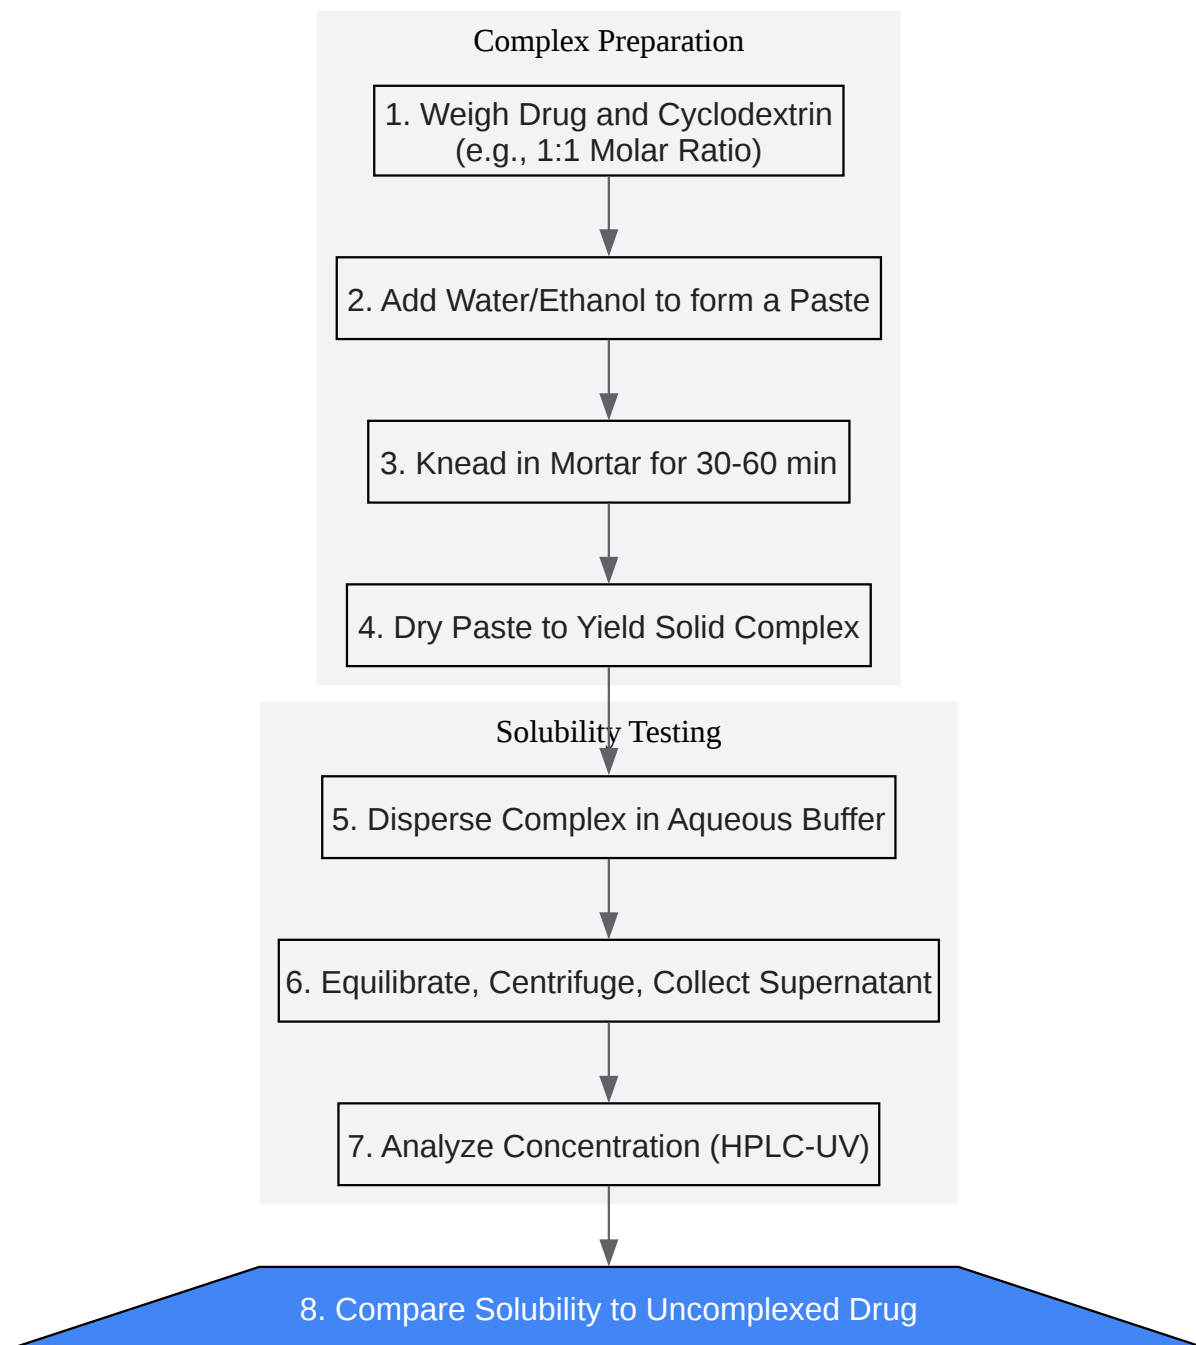 Complex Preparation
1. Weigh Drug and Cyclodextrin
(e.g., 1:1 Molar Ratio)
2. Add Water/Ethanol to form a Paste
3. Knead in Mortar for 30-60 min
4. Dry Paste to Yield Solid Complex
Solubility Testing
5. Disperse Complex in Aqueous Buffer
6. Equilibrate, Centrifuge, Collect Supernatant
7. Analyze Concentration (HPLC-UV)
8. Compare Solubility to Uncomplexed Drug